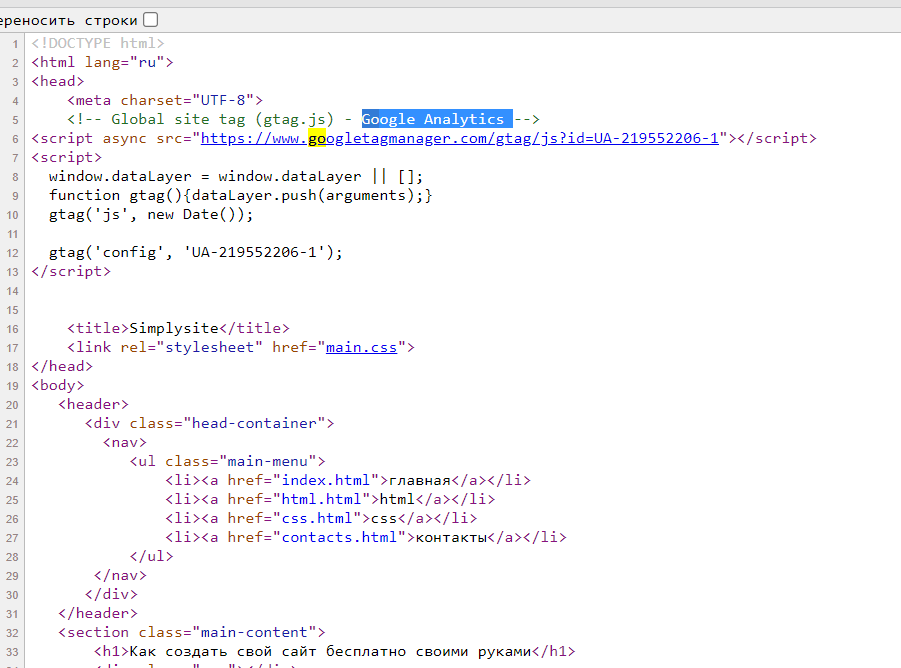 ереносить строки
1 <!DOCTYPE html>
2 <html lang="ru">
3 <head>
4     <meta charset="UTF-8">
5     <!-- Global site tag (gtag.js) - Google Analytics -->
6 <script async src="https://www.googletagmanager.com/gtag/js?id=UA-219552206-1"></script>
7 <script>
8   window.dataLayer = window.dataLayer || [];
9   function gtag(){dataLayer.push(arguments);}
10   gtag('js', new Date());
11
12   gtag('config', 'UA-219552206-1');
13 </script>
14
15
16     <title>Simplysite</title>
17     <link rel="stylesheet" href="main.css">
18 </head>
19 <body>
20    <header>
21       <div class="head-container">
22         <nav>
23            <ul class="main-menu">
24                <li><a href="index.html">главная</a></li>
25                <li><a href="html.html">html</a></li>
26                <li><a href="css.html">css</a></li>
27                <li><a href="contacts.html">контакты</a></li>
28            </ul>
29        </nav>
30       </div>
31    </header>
32    <section class="main-content">
33        <h1>Как создать свой сайт бесплатно своими руками</h1>